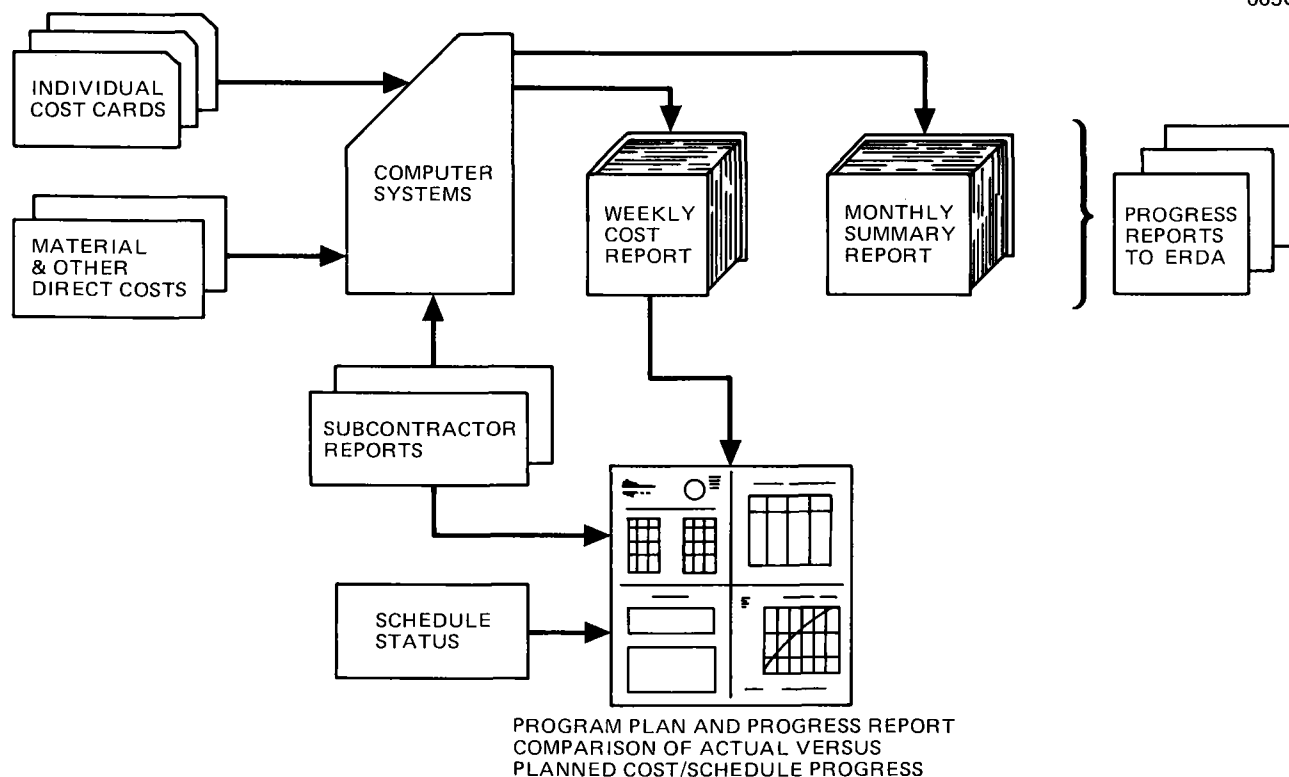 INDIVIDUAL
COST CARDS
MATERIAL
& OTHER
DIRECT COSTS
COMPUTER
SYSTEMS
WEEKLY
COST
REPORT
MONTHLY
SUMMARY
REPORT
PROGRESS
REPORTS
TO ERDA
SUBCONTRACTOR
REPORTS
SCHEDULE
STATUS
PROGRAM PLAN AND PROGRESS REPORT
COMPARISON OF ACTUAL VERSUS
PLANNED COST/SCHEDULE PROGRESS